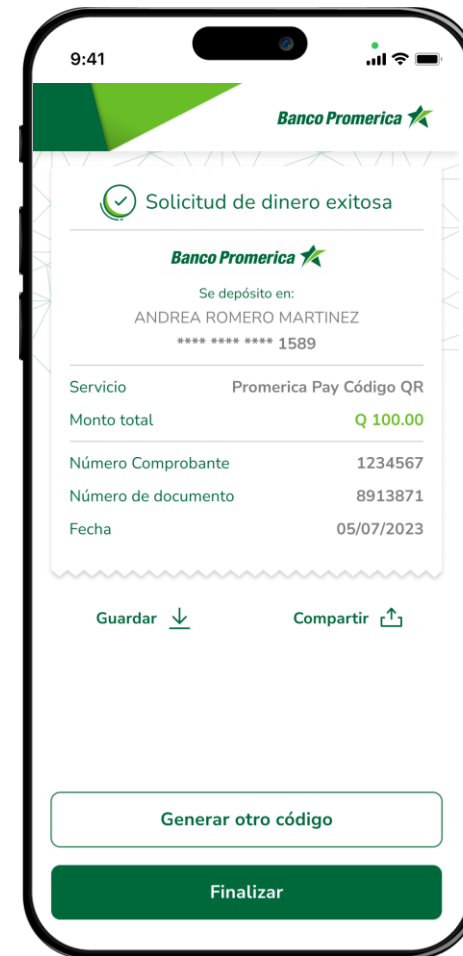 9:41
Banco Promerica
Solicitud de dinero exitosa
Banco Promerica
Se depósito en:
ANDREA ROMERO MARTINEZ
**** **** **** 1589
Servicio Promerica Pay Código QR
Monto total Q 100.00
Número Comprobante 1234567
Número de documento 8913871
Fecha 05/07/2023
Guardar Compartir
Generar otro código
Finalizar